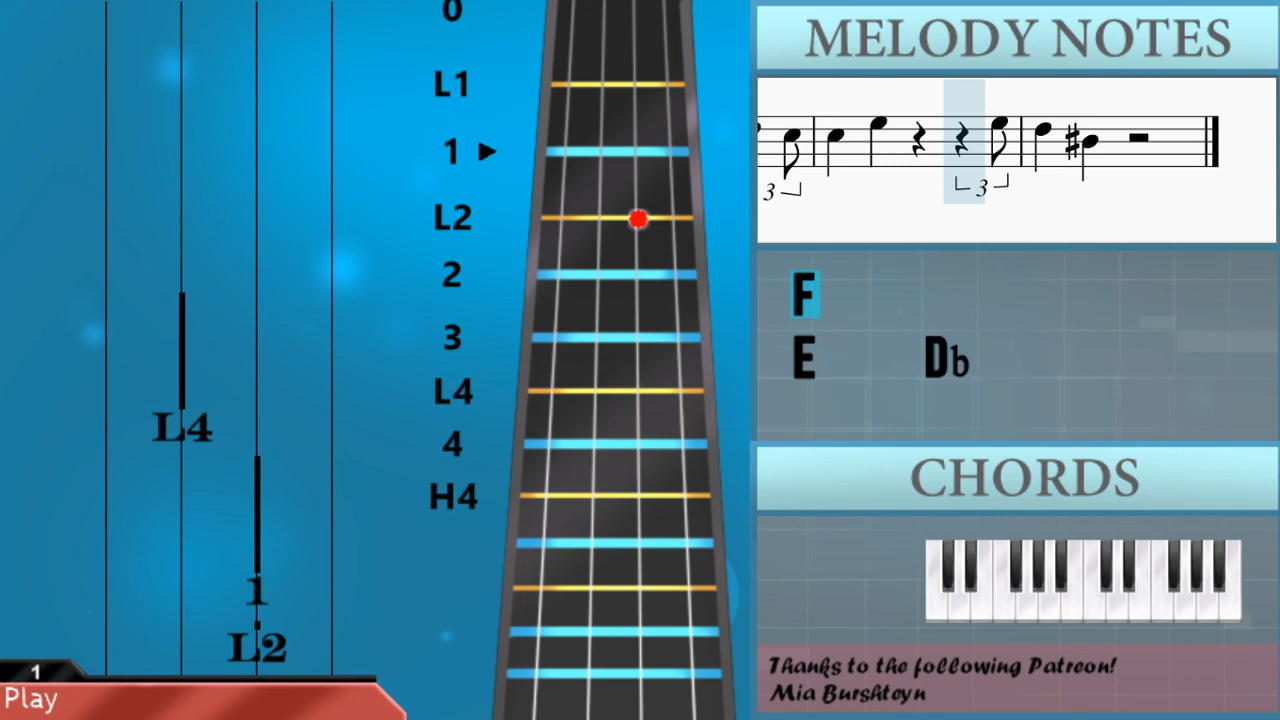 0
L1
1
L2
2
3
L4
4
H4
L4
1
L2
1
Play
MELODY NOTES
3
3
F
E Db
CHORDS
Thanks to the following Patreon!
Mia Burshteyn